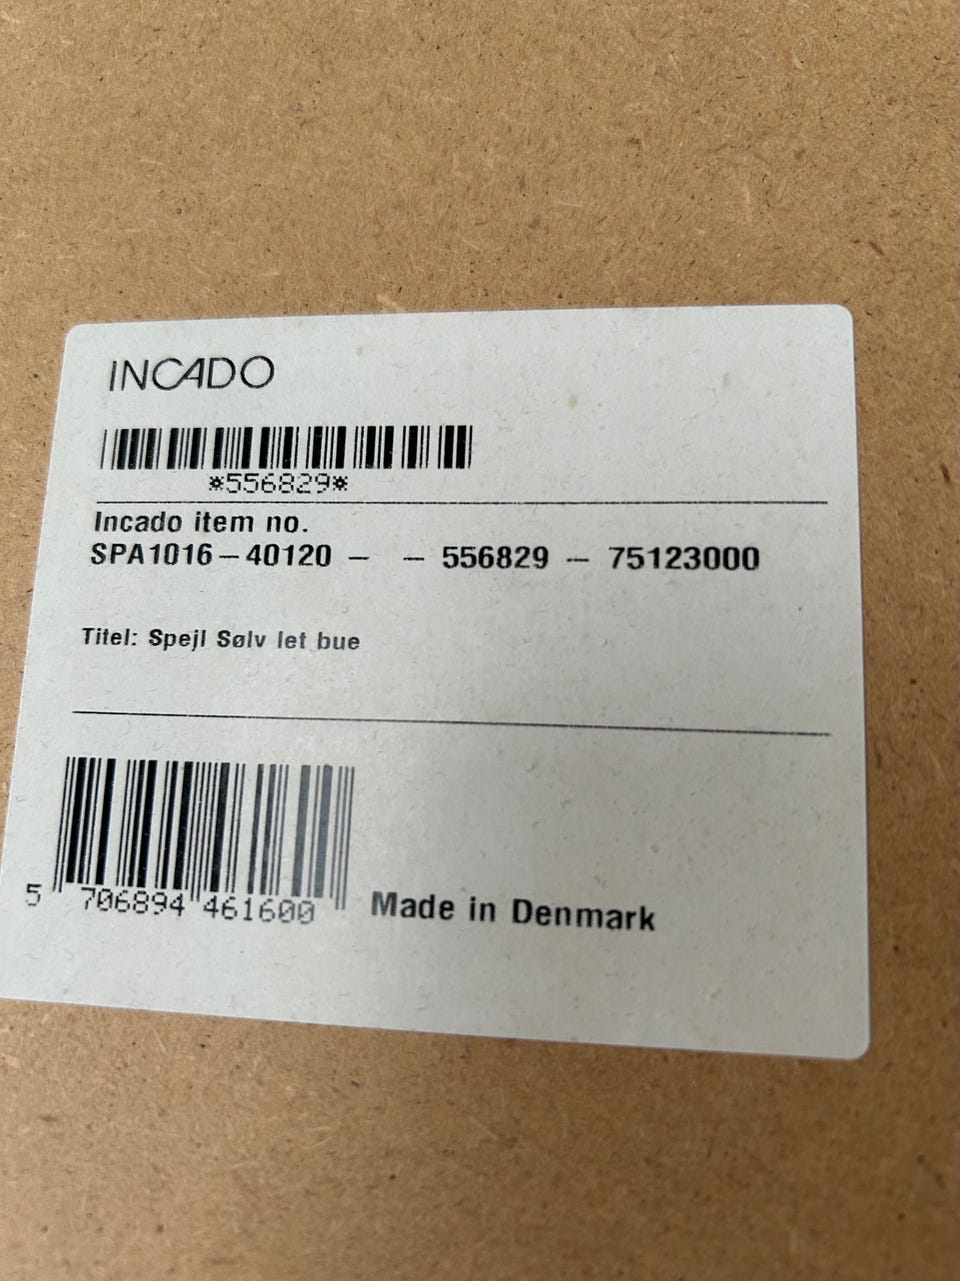 INCADO
*556829*
Incado item no.
SPA1016-40120 - - 556829 - 75123000
Titel: Spejl Sølv let bue
5 706894 461600
Made in Denmark